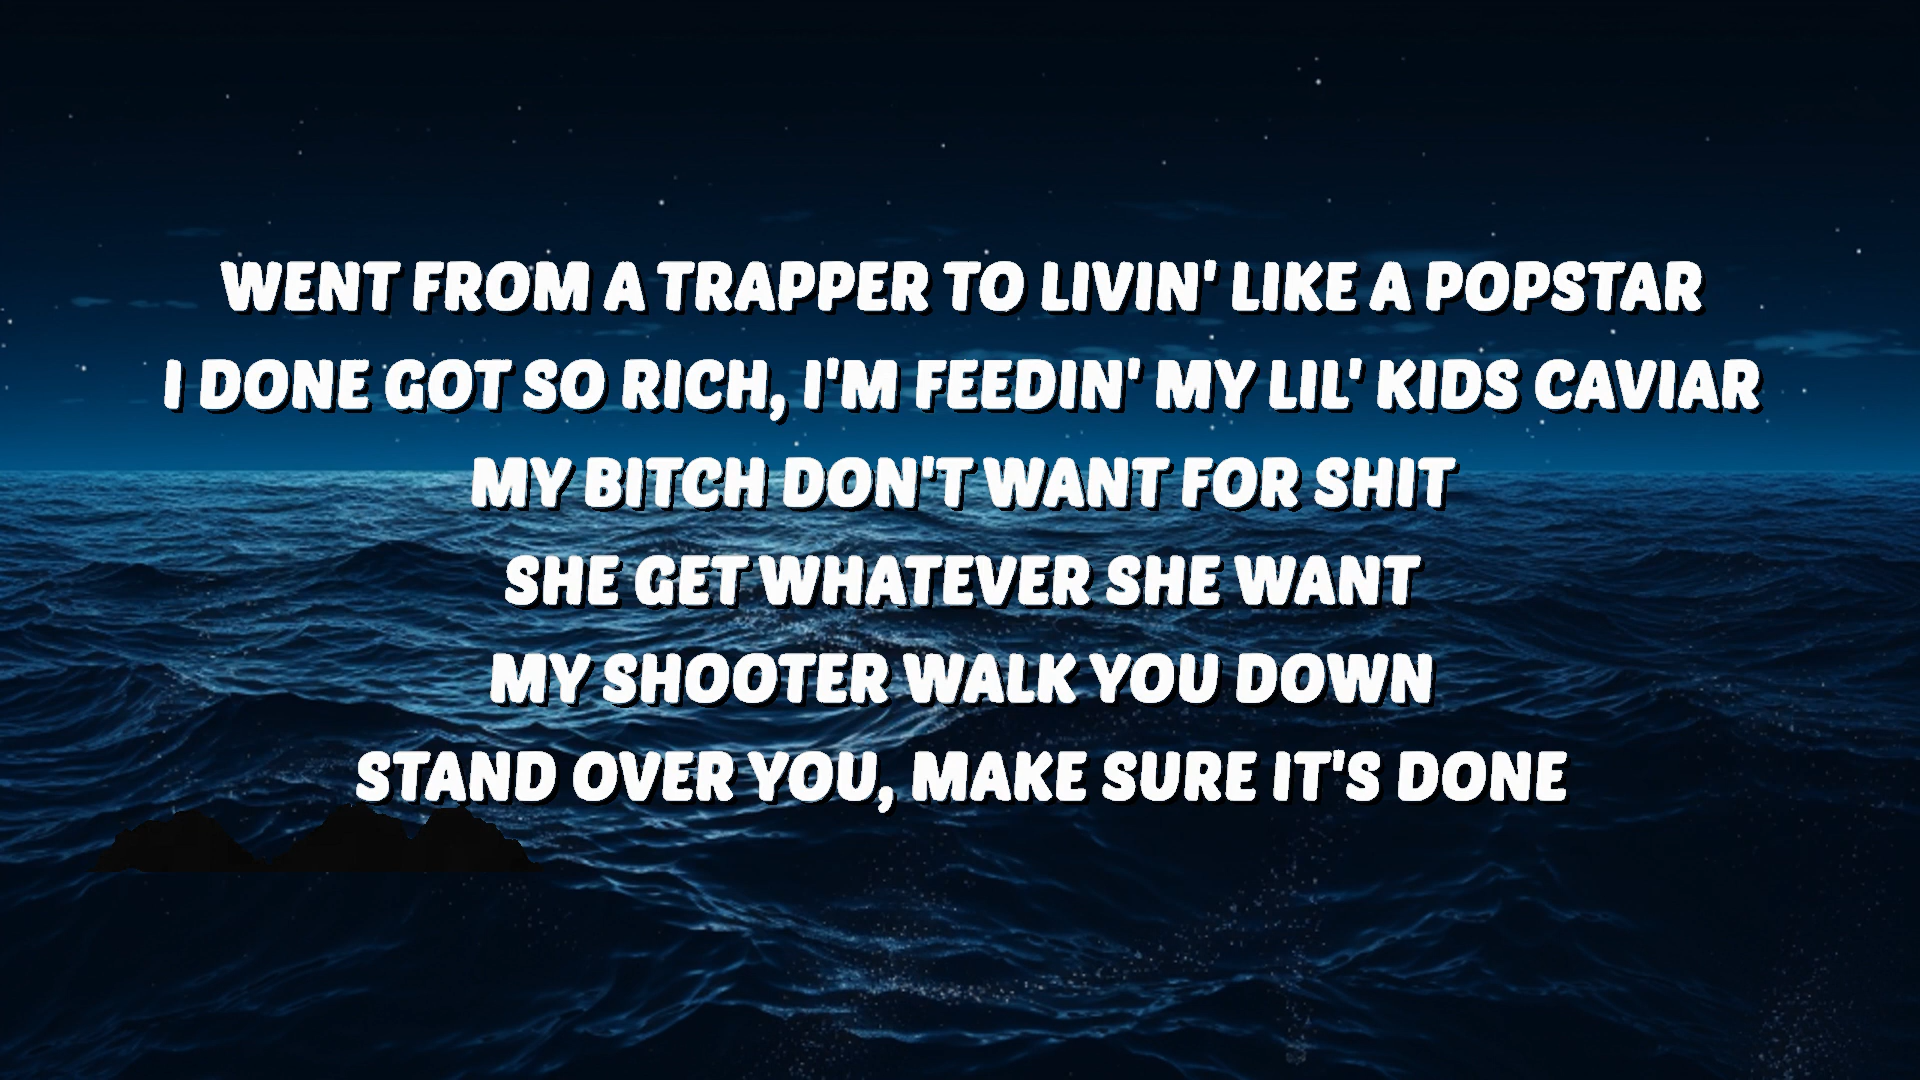 WENT FROM A TRAPPER TO LIVIN' LIKE A POPSTAR
I DONE GOT SO RICH, I'M FEEDIN' MY LIL' KIDS CAVIAR
MY BITCH DON'T WANT FOR SHIT
SHE GET WHATEVER SHE WANT
MY SHOOTER WALK YOU DOWN
STAND OVER YOU, MAKE SURE IT'S DONE